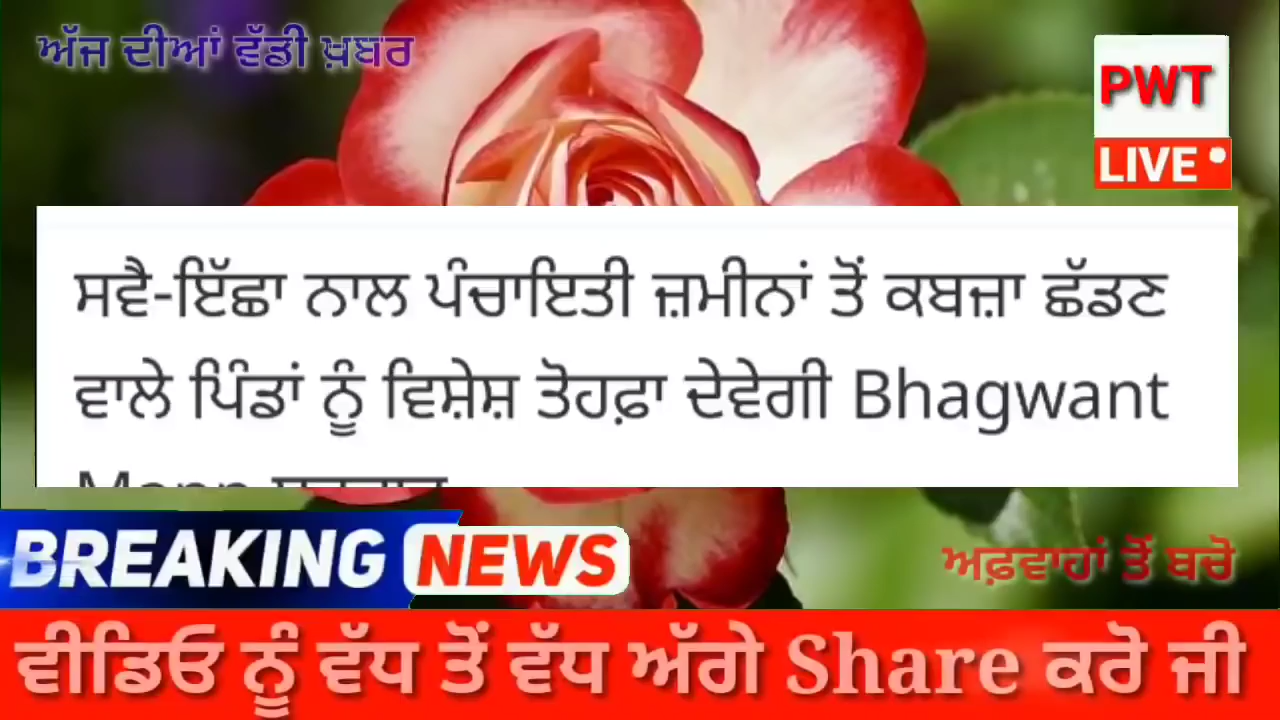 ਅੱਜ ਦੀਆਂ ਵੱਡੀ ਖ਼ਬਰ
PWT
LIVE
ਸਵੈ-ਇੱਛਾ ਨਾਲ ਪੰਚਾਇਤੀ ਜ਼ਮੀਨਾਂ ਤੋਂ ਕਬਜ਼ਾ ਛੱਡਣ
ਵਾਲੇ ਪਿੰਡਾਂ ਨੂੰ ਵਿਸ਼ੇਸ਼ ਤੋਹਫ਼ਾ ਦੇਵੇਗੀ Bhagwant
BREAKING NEWS
ਅਫ਼ਵਾਹਾਂ ਤੋਂ ਬਚੋ
ਵੀਡਿਓ ਨੂੰ ਵੱਧ ਤੋਂ ਵੱਧ ਅੱਗੇ Share ਕਰੋ ਜੀ